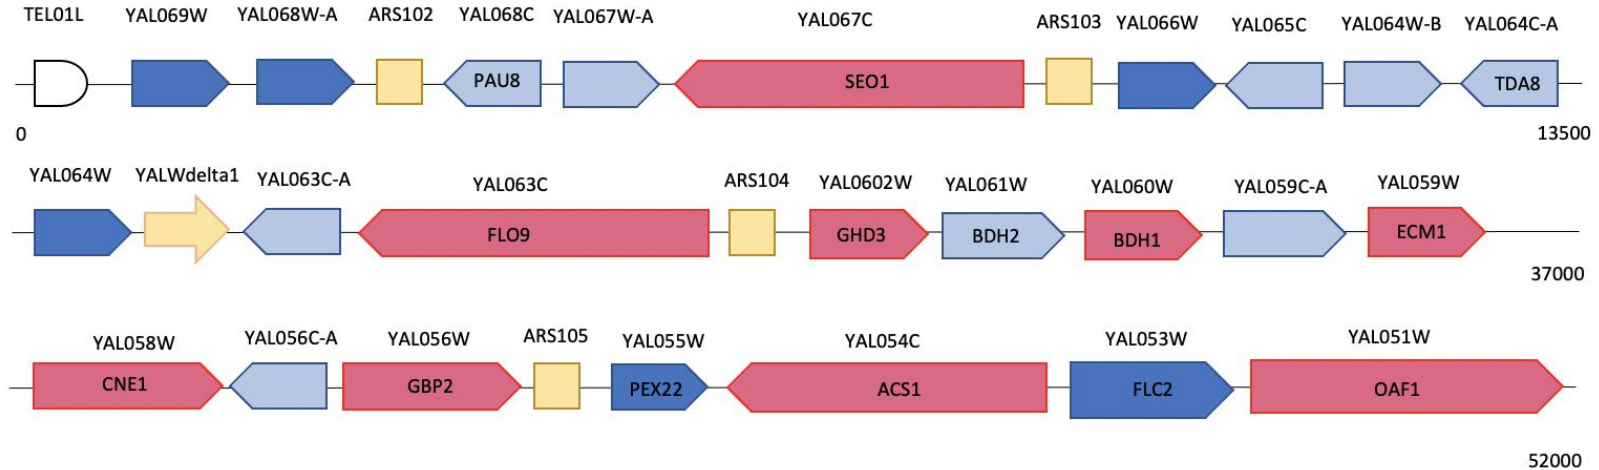 TEL01L YAL069W YAL068W-A ARS102 YAL068C YAL067W-A YAL067C ARS103 YAL066W YAL065C YAL064W-B YAL064C-A
PAU8 SEO1 TDA8
0 13500
YAL064W YALWdelta1 YAL063C-A YAL063C ARS104 YAL0602W YAL061W YAL060W YAL059C-A YAL059W
FLO9 GHD3 BDH2 BDH1 ECM1
37000
YAL058W YAL056C-A YAL056W ARS105 YAL055W YAL054C YAL053W YAL051W
CNE1 GBP2 PEX22 ACS1 FLC2 OAF1
52000